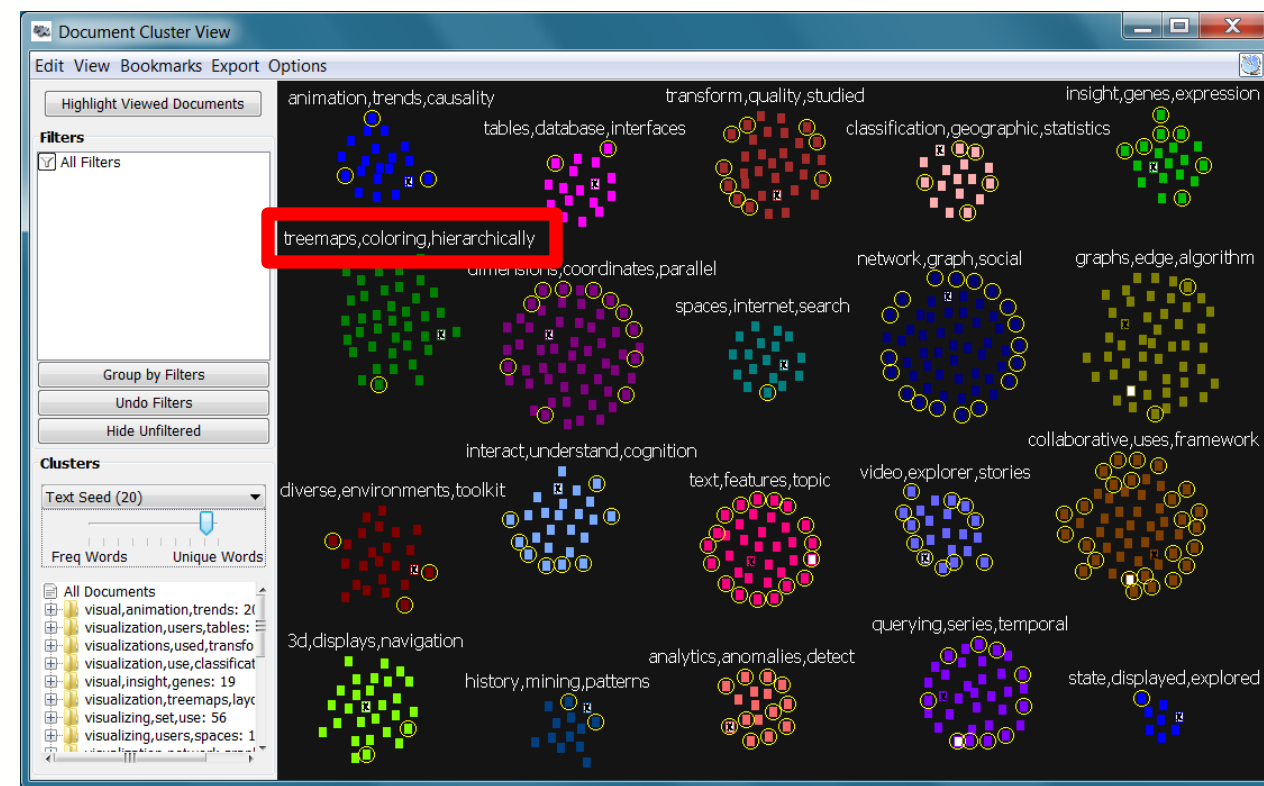 Document Cluster View
Edit View Bookmarks Export Options
Highlight Viewed Documents
Filters
All Filters
Group by Filters
Undo Filters
Hide Unfiltered
Clusters
Text Seed (20)
Freq Words Unique Words
All Documents
visual,animation,trends: 2
visualization,users,tables:
visualizations,used,transfo
visualization,use,classificat
visual,insight,genes: 19
visualization,treemaps,layo
visualizing,set,use: 56
visualizing,users,spaces: 1
animation,trends,causality
transform,quality,studied
insight,genes,expression
tables,database,interfaces
classification,geographic,statistics
treemaps,coloring,hierarchically
dimensions,coordinates,parallel
network,graph,social
graphs,edge,algorithm
spaces,internet,search
interact,understand,cognition
collaborative,uses,framework
diverse,environments,toolkit
text,features,topic
video,explorer,stories
3d,displays,navigation
querying,series,temporal
history,mining,patterns
analytics,anomalies,detect
state,displayed,explored